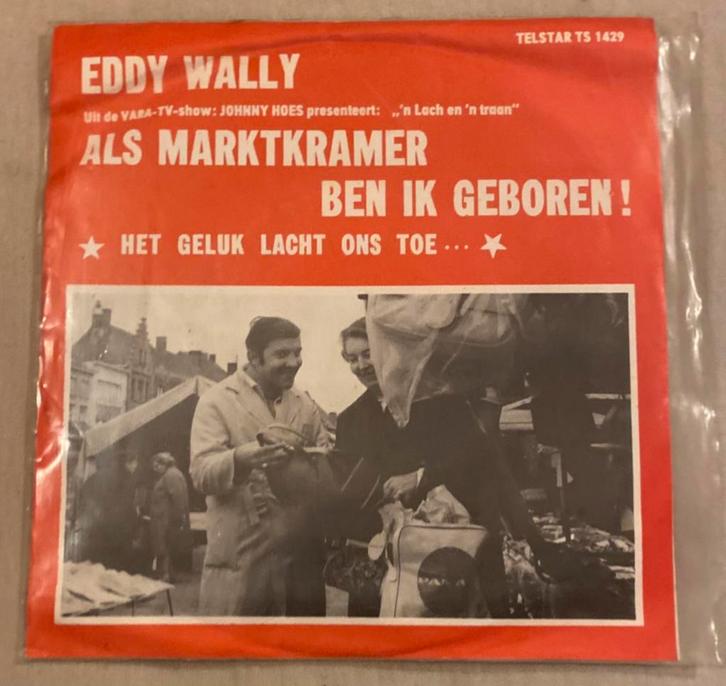 TELSTAR TS 1429
EDDY WALLY
Uit de VARA-TV-show: JOHNNY HOES presenteert: „'n Lach en 'n traan"
ALS MARKTKRAMER
BEN IK GEBOREN!
★ HET GELUK LACHT ONS TOE... ★